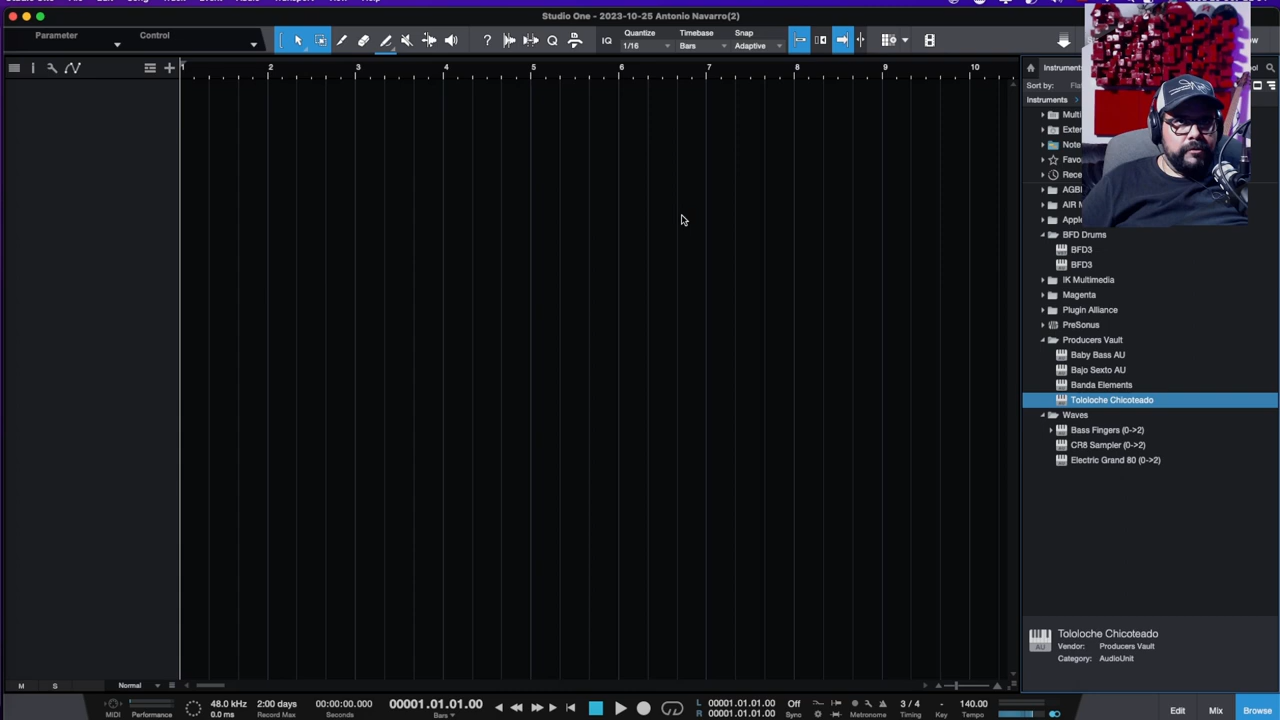 Studio One - 2023-10-25 Antonio Navarro(2)
Parameter
Control
IQ
Quantize
1/16
Timebase
Bars
Snap
Adaptive
2
3
4
5
6
7
8
9
10
Instruments
Sort by:
Instruments
BFD Drums
BFD3
BFD3
IK Multimedia
Magenta
Plugin Alliance
PreSonus
Producers Vault
Baby Bass AU
Bajo Sexto AU
Banda Elements
Tololoche Chicoteado
Waves
Bass Fingers (0->2)
CR8 Sampler (0->2)
Electric Grand 80 (0->2)
AU
Tololoche Chicoteado
Vendor: Producers Vault
Category: AudioUnit
M
S
Normal
MIDI
Performance
48.0 kHz
0.0 ms
2:00 days
Record Max
00:00:00.000
Seconds
00001.01.01.00
Bars
L 00001.01.01.00
R 00001.01.01.00
Off
Sync
Metronome
3 / 4
Timing
-
Key
140.00
Tempo
Edit
Mix
Browse